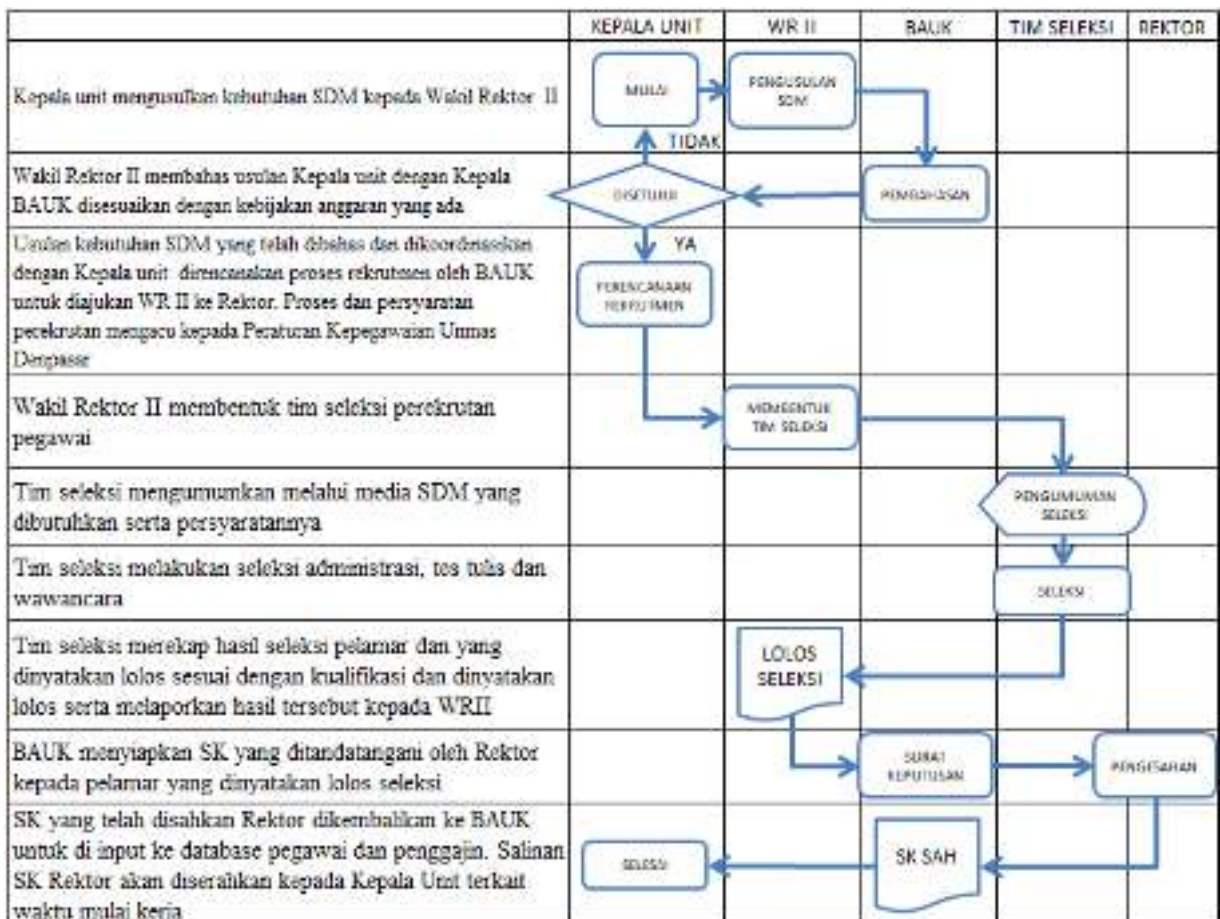 KEPALA UNIT WR II BAUK TIM SELEKSI REKTOR
Kepala unit mengusulkan kebutuhan SDM kepada Wakil Rektor II
MULAI
PENGUSULAN
SDM
TIDAK
Wakil Rektor II membahas usulan Kepala unit dengan Kepala
BAUK disesuaikan dengan kebijakan anggaran yang ada
DISETUJUI
PEMBAHASAN
Usulan kebutuhan SDM yang telah dibahas dan dikoordinasikan
dengan Kepala unit direncanakan proses rekrutmen oleh BAUK
untuk diajukan WR II ke Rektor. Proses dan persyaratan
perekrutan mengacu kepada Peraturan Kepegawaian Unmas
Denpasar
YA
PERENCANAAN
REKRUTMEN
Wakil Rektor II membentuk tim seleksi perekrutan
pegawai
MEMBENTUK
TIM SELEKSI
Tim seleksi mengumumkan melalui media SDM yang
dibutuhkan serta persyaratannya
PENGUMUMAN
SELEKSI
Tim seleksi melakukan seleksi administrasi, tes tulis dan
wawancara
SELEKSI
Tim seleksi merekap hasil seleksi pelamar dan yang
dinyatakan lolos sesuai dengan kualifikasi dan dinyatakan
lolos serta melaporkan hasil tersebut kepada WRII
LOLOS
SELEKSI
BAUK menyiapkan SK yang ditandatangani oleh Rektor
kepada pelamar yang dinyatakan lolos seleksi
SURAT
KEPUTUSAN
PENGESAHAN
SK yang telah disahkan Rektor dikembalikan ke BAUK
untuk di input ke database pegawai dan penggajin. Salinan
SK Rektor akan diserahkan kepada Kepala Unit terkait
waktu mulai kerja
SELESAI
SK SAH